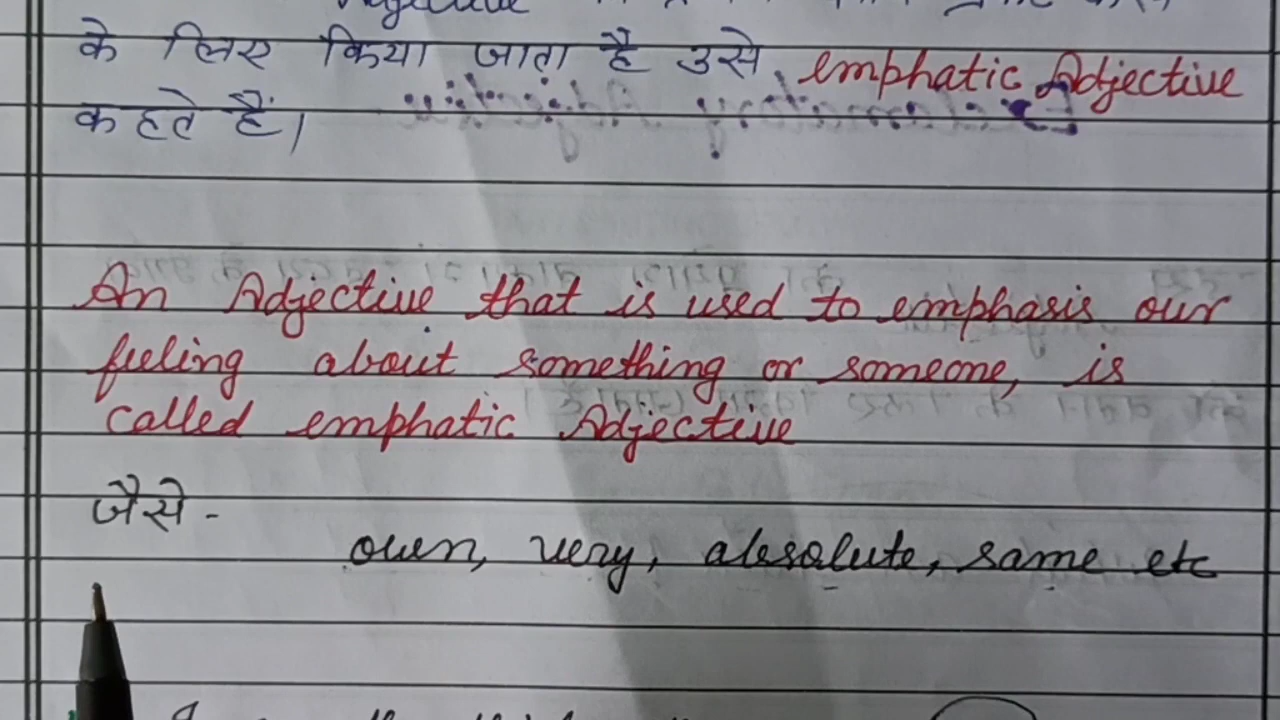 के लिए किया जाता है उसे emphatic Adjective
कहते हैं।
An Adjective that is used to emphasis our
feeling about something or someone, is
called emphatic Adjective
जैसे -
own, very, absolute, same etc